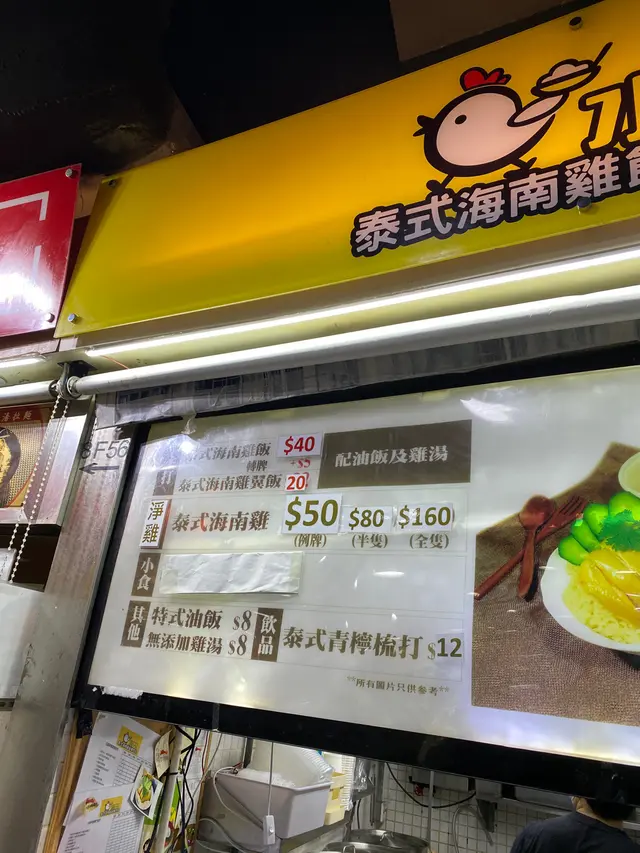 泰式海南雞飯
式海南雞飯 $40
轉牌 +$5
泰式海南雞翼飯 20
配油飯及雞湯
淨雞
泰式海南雞 $50 $80 $160
(例牌) (半隻) (全隻)
小食
其他
特式油飯 $8
無添加雞湯 $8
飲品
泰式青檸梳打 $12
**所有圖片只供參考**
8F56